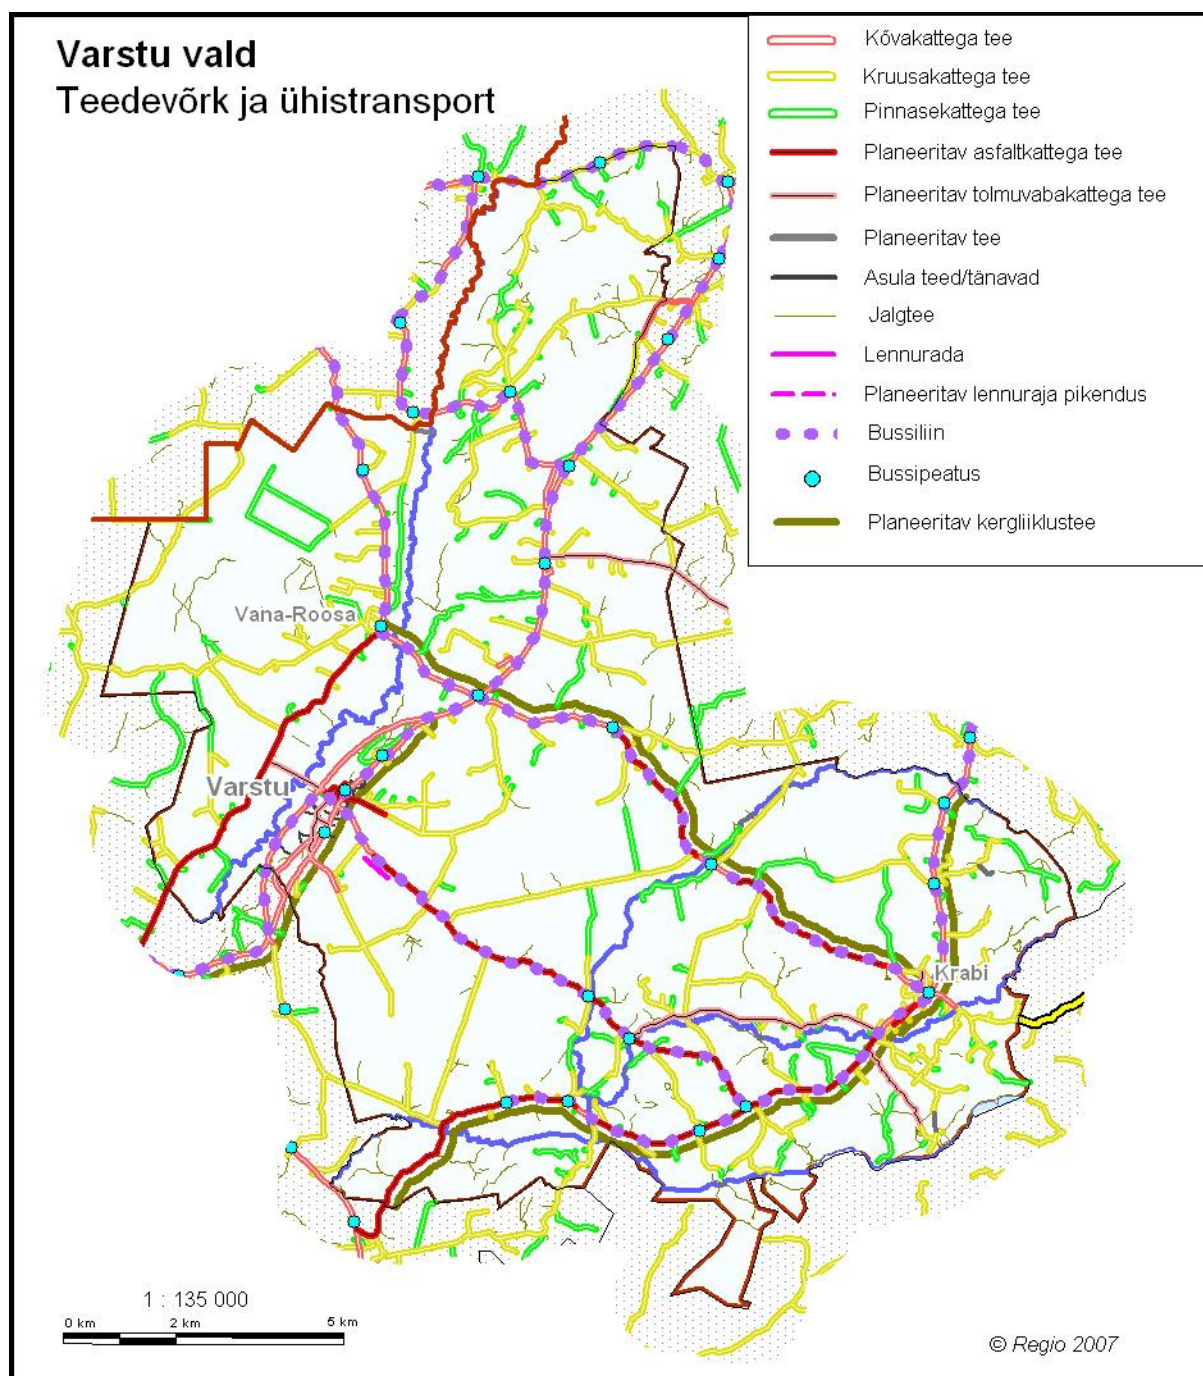 Varstu vald
Teedevõrk ja ühistransport
Kõvakattega tee
Kruusakattega tee
Pinnasekattega tee
Planeeritav asfaltkattega tee
Planeeritav tolmuvabakattega tee
Planeeritav tee
Asula teed/tänavad
Jalgtee
Lennurada
Planeeritav lennuraja pikendus
Bussiliin
Bussipeatus
Planeeritav kergliiklustee
Vana-Roosa
Varstu
Krabi
1 : 135 000
0 km 2 km 5 km
© Regio 2007